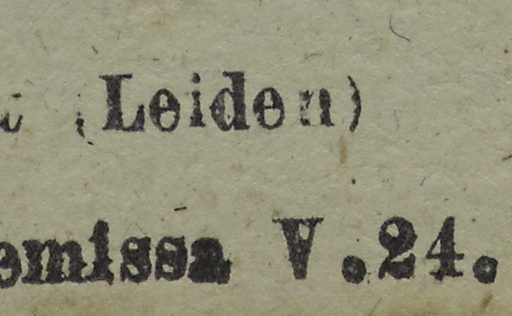 (Leiden)
emissa V.24.